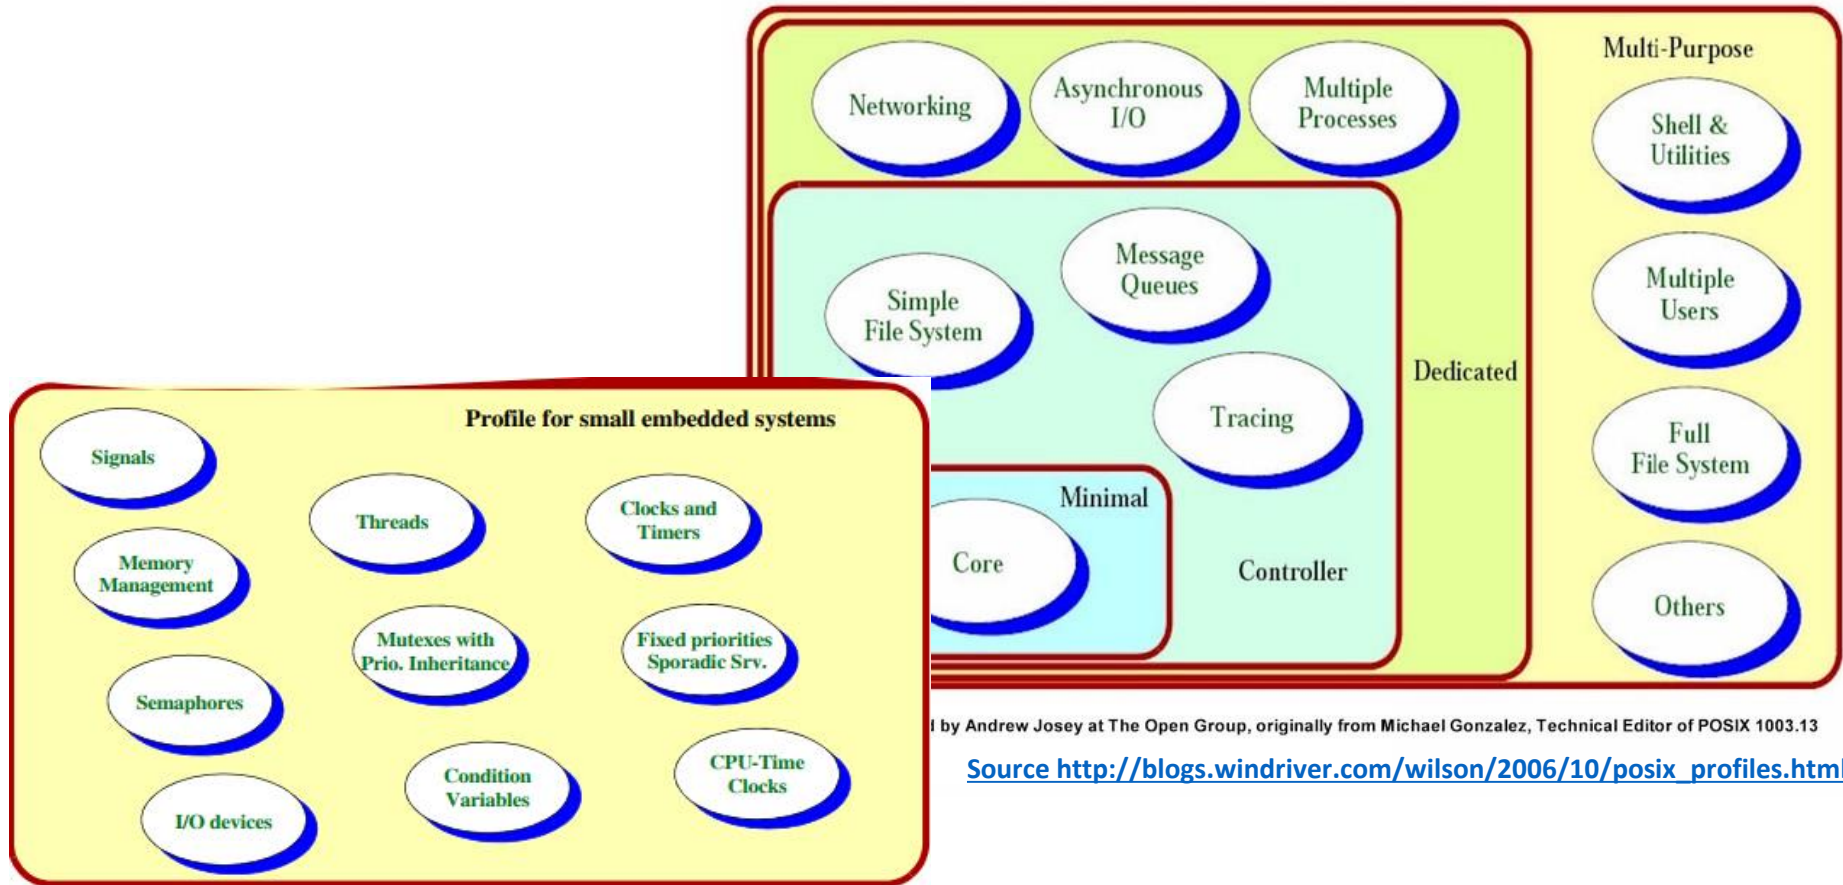 Multi-Purpose
Networking
Asynchronous
I/O
Multiple
Processes
Shell &
Utilities
Message
Queues
Simple
File System
Multiple
Users
Dedicated
Tracing
Full
File System
Minimal
Core
Controller
Others
Profile for small embedded systems
Signals
Threads
Clocks and
Timers
Memory
Management
Mutexes with
Prio. Inheritance
Fixed priorities
Sporadic Srv.
Semaphores
Condition
Variables
CPU-Time
Clocks
I/O devices
by Andrew Josey at The Open Group, originally from Michael Gonzalez, Technical Editor of POSIX 1003.13
Source http://blogs.windriver.com/wilson/2006/10/posix_profiles.html